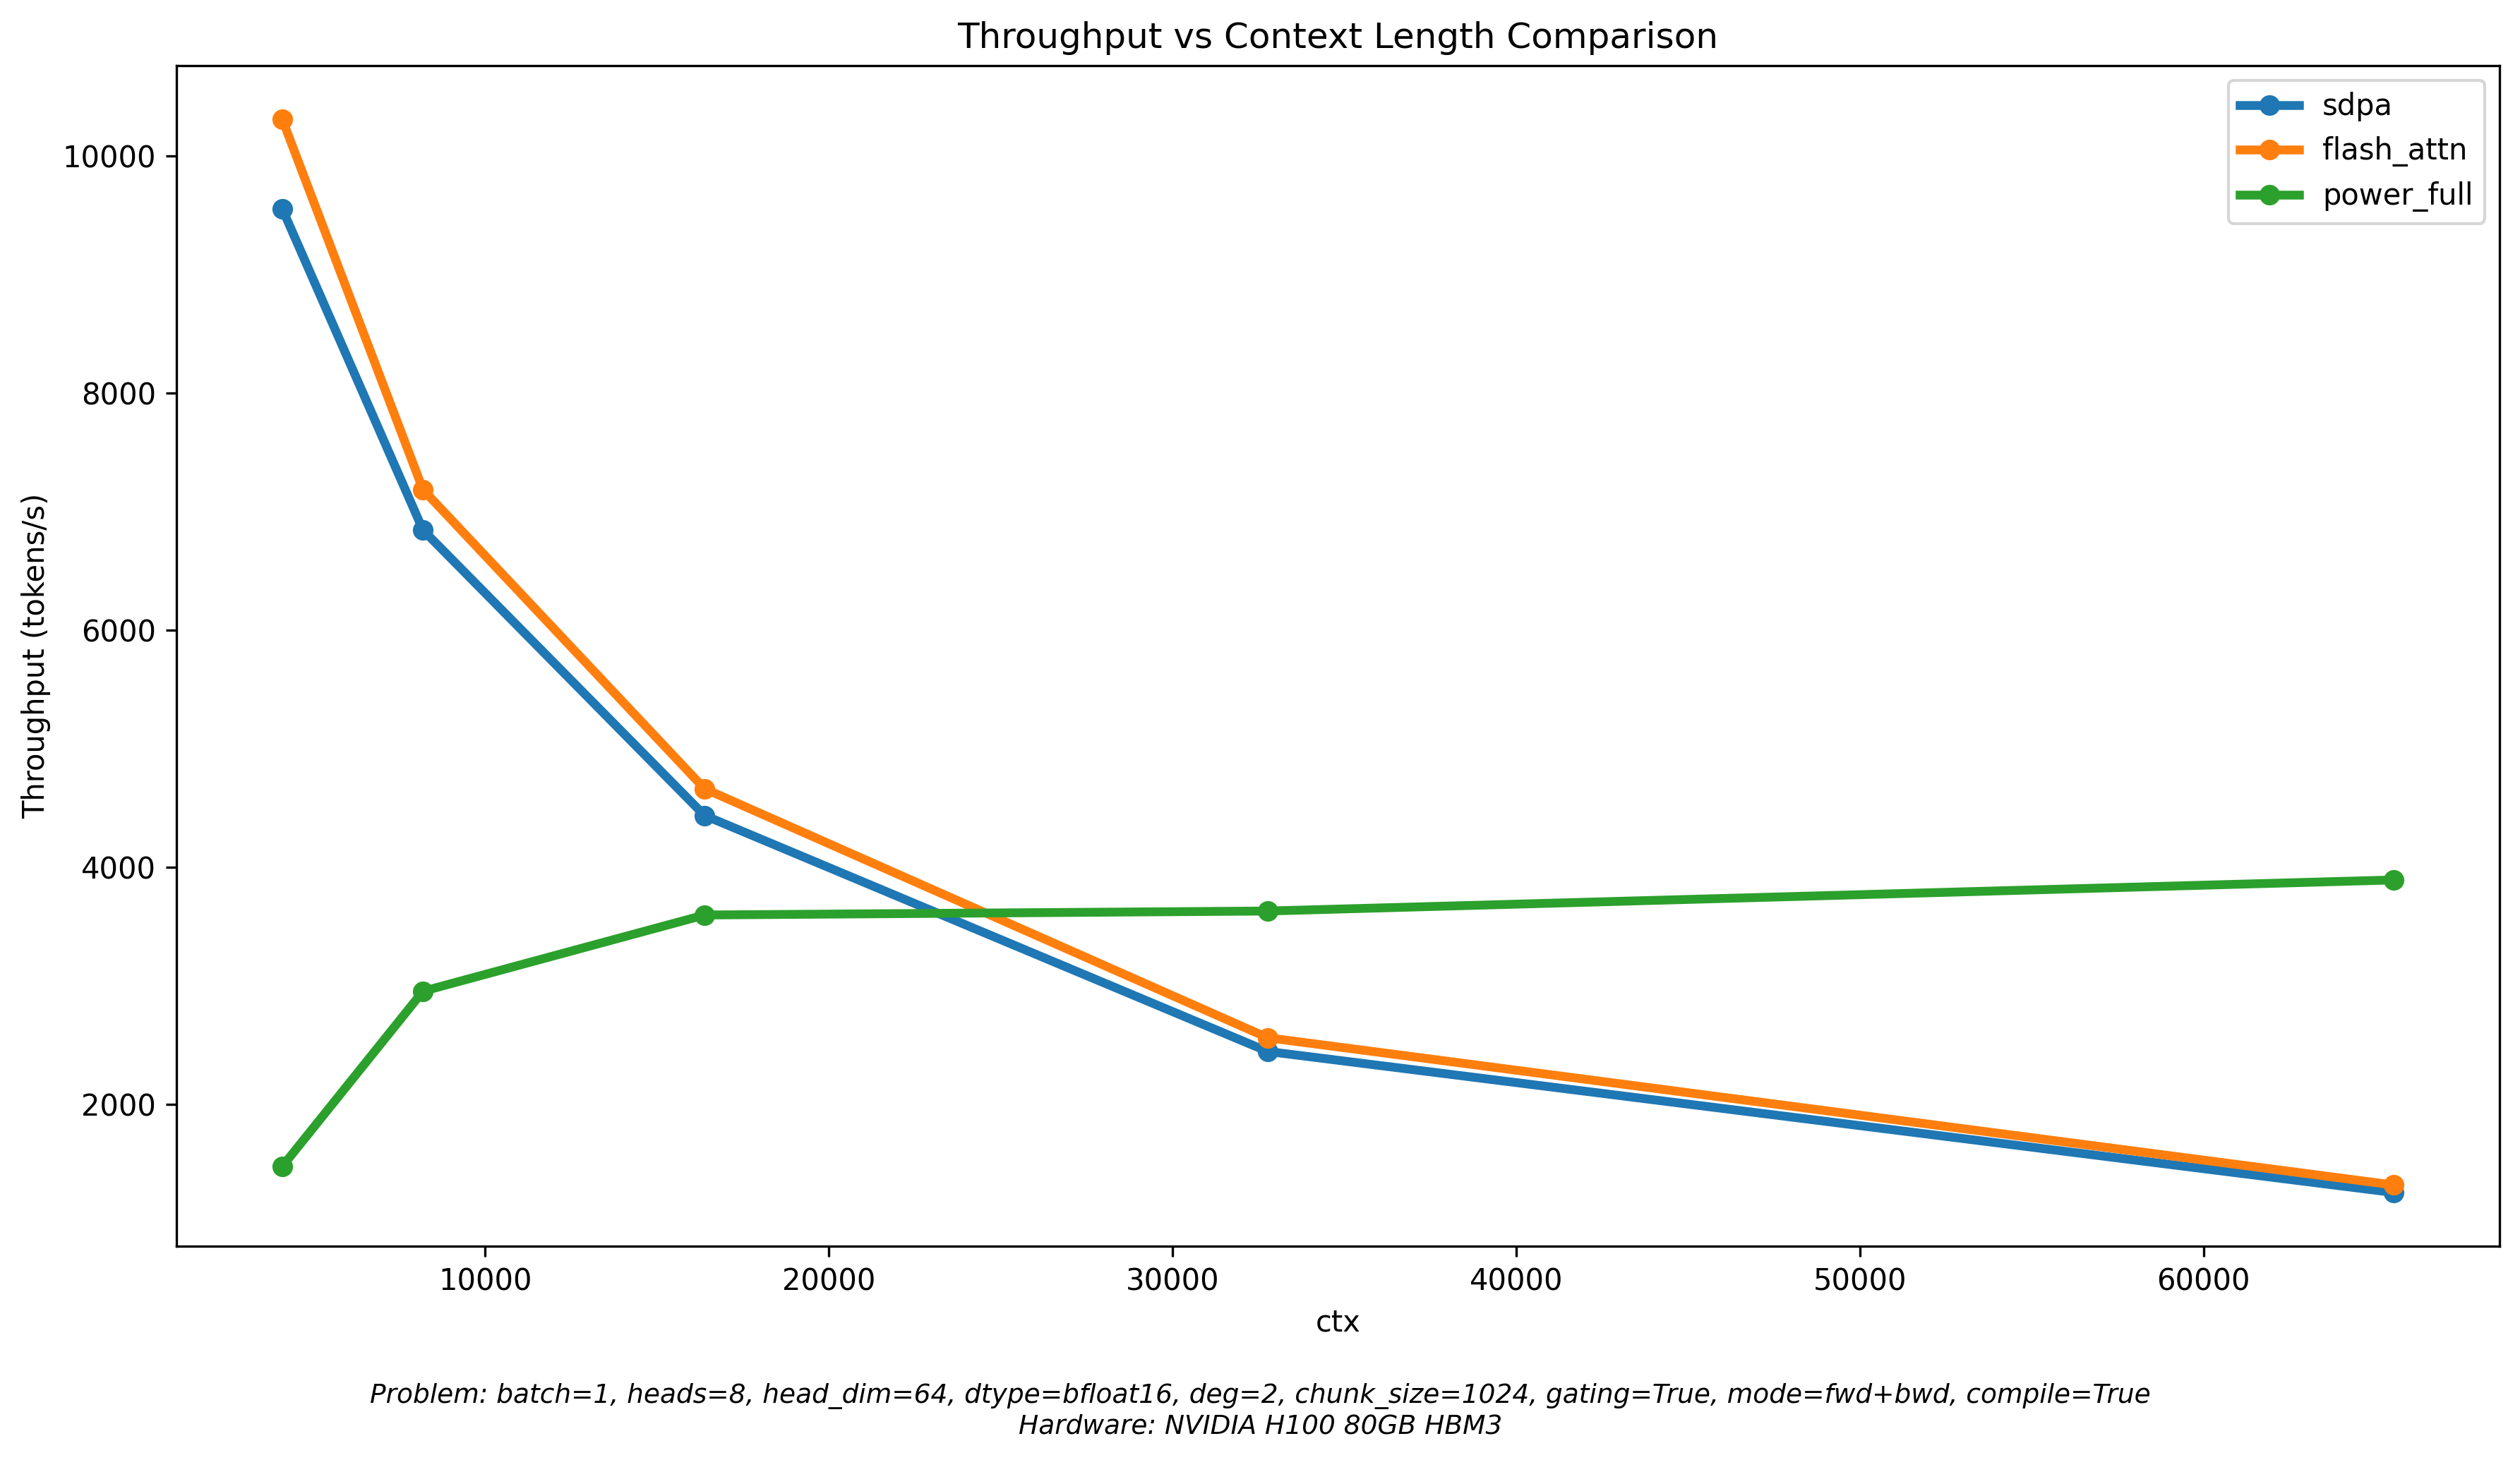 Throughput vs Context Length Comparison
sdpa
flash_attn
power_full
Throughput (tokens/s)
10000
8000
6000
4000
2000
10000 20000 30000 40000 50000 60000
ctx
Problem: batch=1, heads=8, head_dim=64, dtype=bfloat16, deg=2, chunk_size=1024, gating=True, mode=fwd+bwd, compile=True
Hardware: NVIDIA H100 80GB HBM3